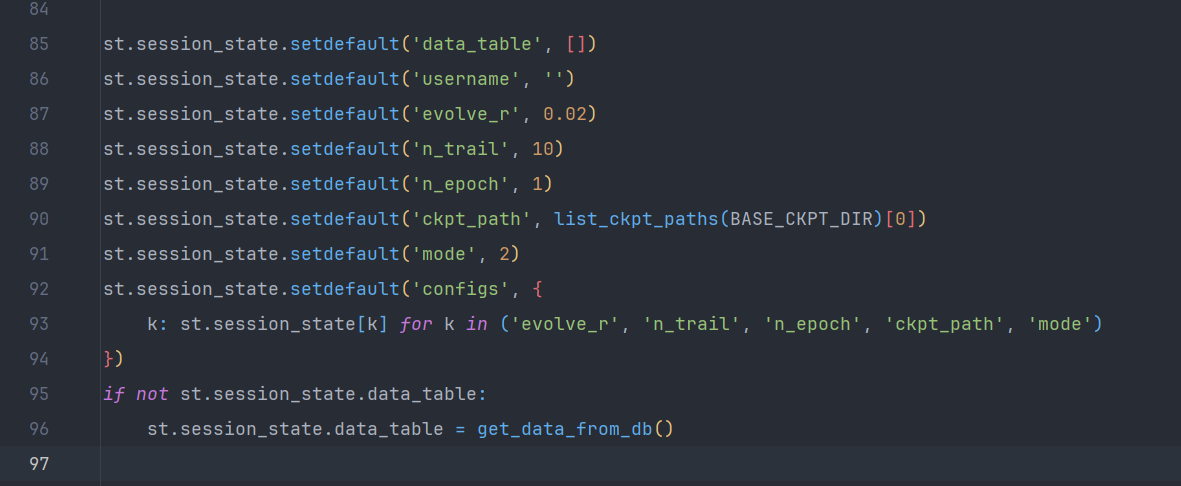 84
85 st.session_state.setdefault('data_table', [])
86 st.session_state.setdefault('username', '')
87 st.session_state.setdefault('evolve_r', 0.02)
88 st.session_state.setdefault('n_trail', 10)
89 st.session_state.setdefault('n_epoch', 1)
90 st.session_state.setdefault('ckpt_path', list_ckpt_paths(BASE_CKPT_DIR)[0])
91 st.session_state.setdefault('mode', 2)
92 st.session_state.setdefault('configs', {
93     k: st.session_state[k] for k in ('evolve_r', 'n_trail', 'n_epoch', 'ckpt_path', 'mode')
94 })
95 if not st.session_state.data_table:
96     st.session_state.data_table = get_data_from_db()
97